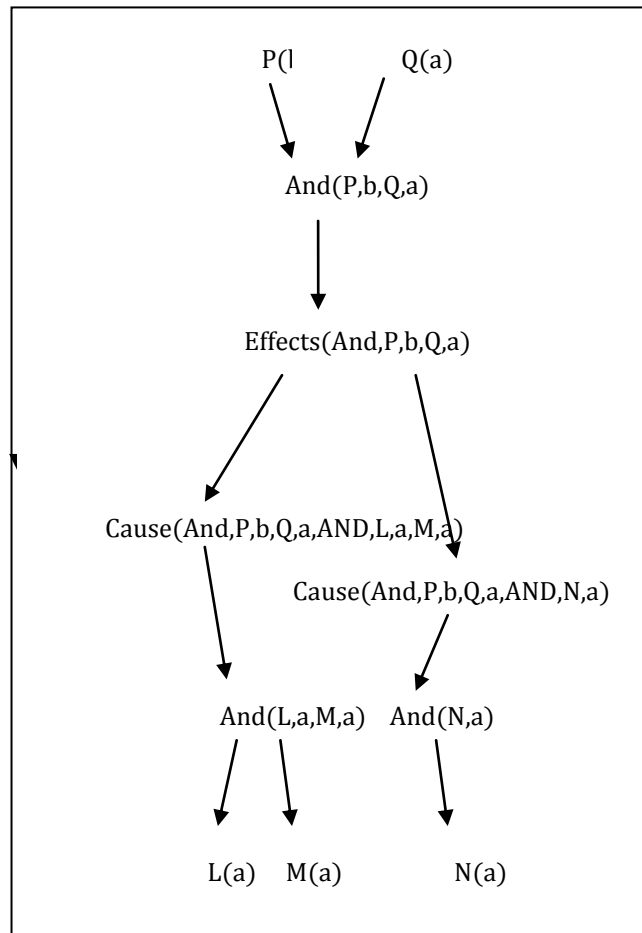 P( Q(a)
And(P,b,Q,a)
Effects(And,P,b,Q,a)
Cause(And,P,b,Q,a,AND,L,a,M,a)
Cause(And,P,b,Q,a,AND,N,a)
And(L,a,M,a) And(N,a)
L(a) M(a) N(a)